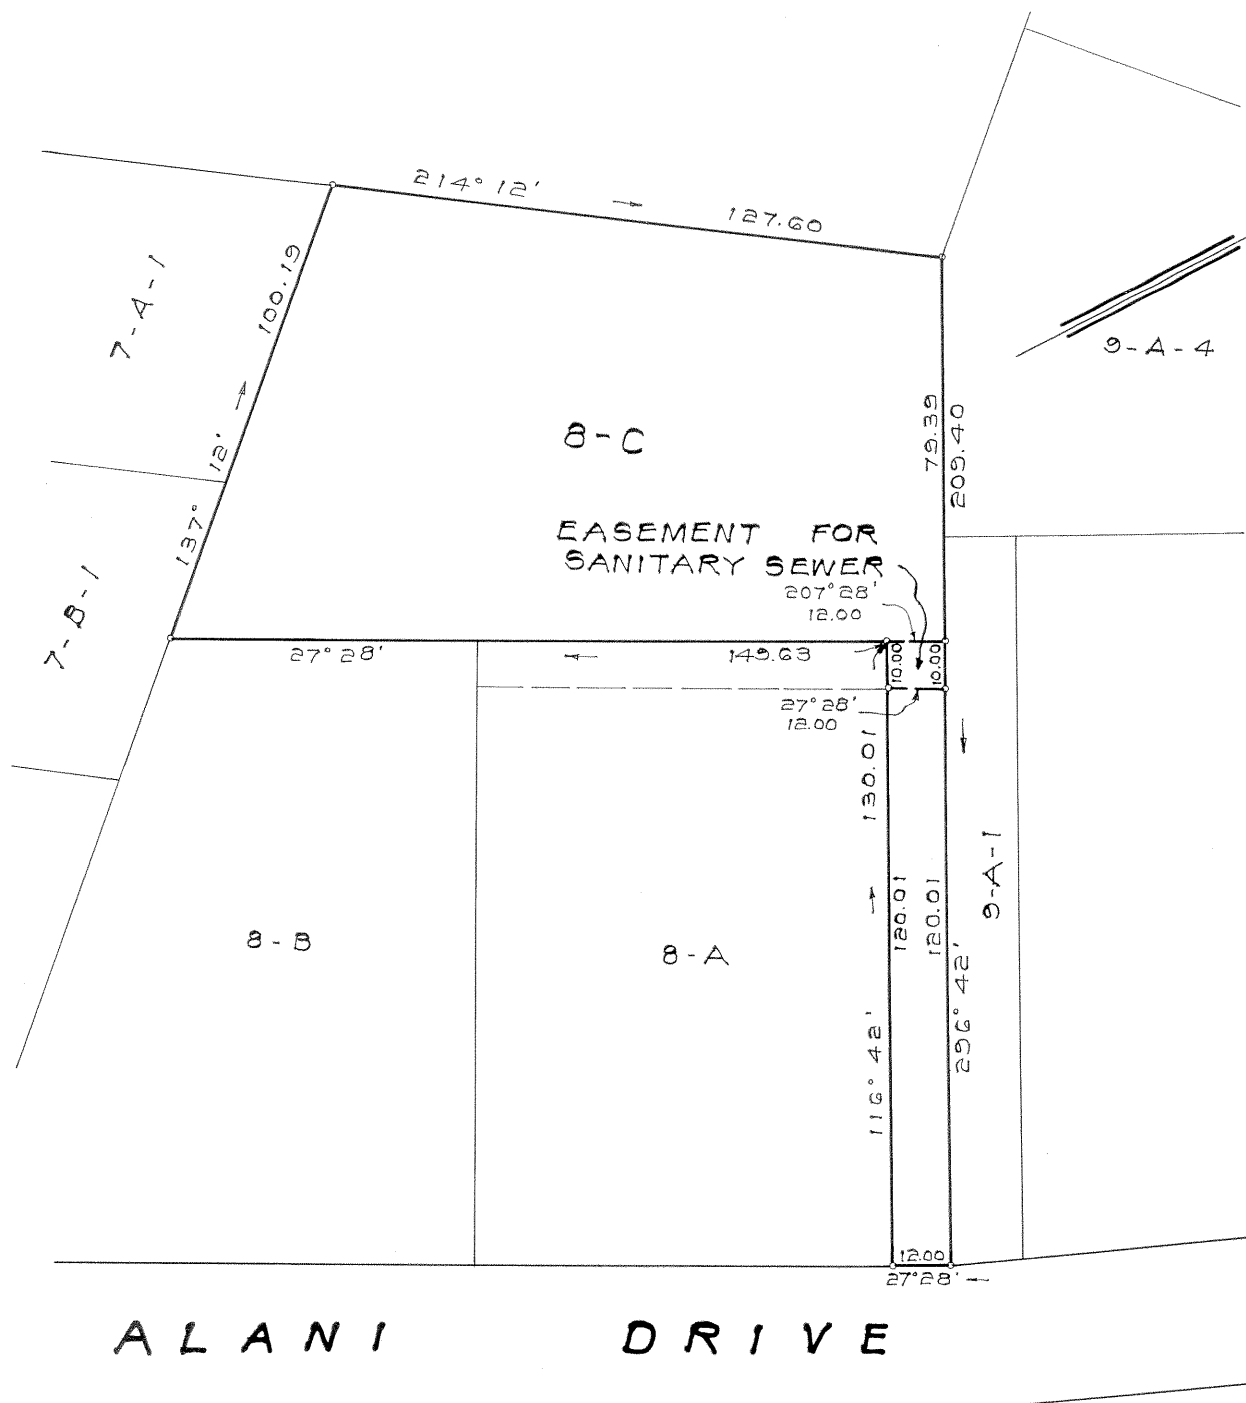 214° 12'
127.60
7-A-1
100.19
12'
137°
9-A-4
8-C
79.39
209.40
EASEMENT FOR
SANITARY SEWER
207°28'
12.00
7-B-1
27°28'
149.63
10.00
10.00
27°28'
12.00
130.01
9-A-1
120.01
120.01
8-B
8-A
116° 42'
296° 42'
12.00
27°28'
ALANI DRIVE